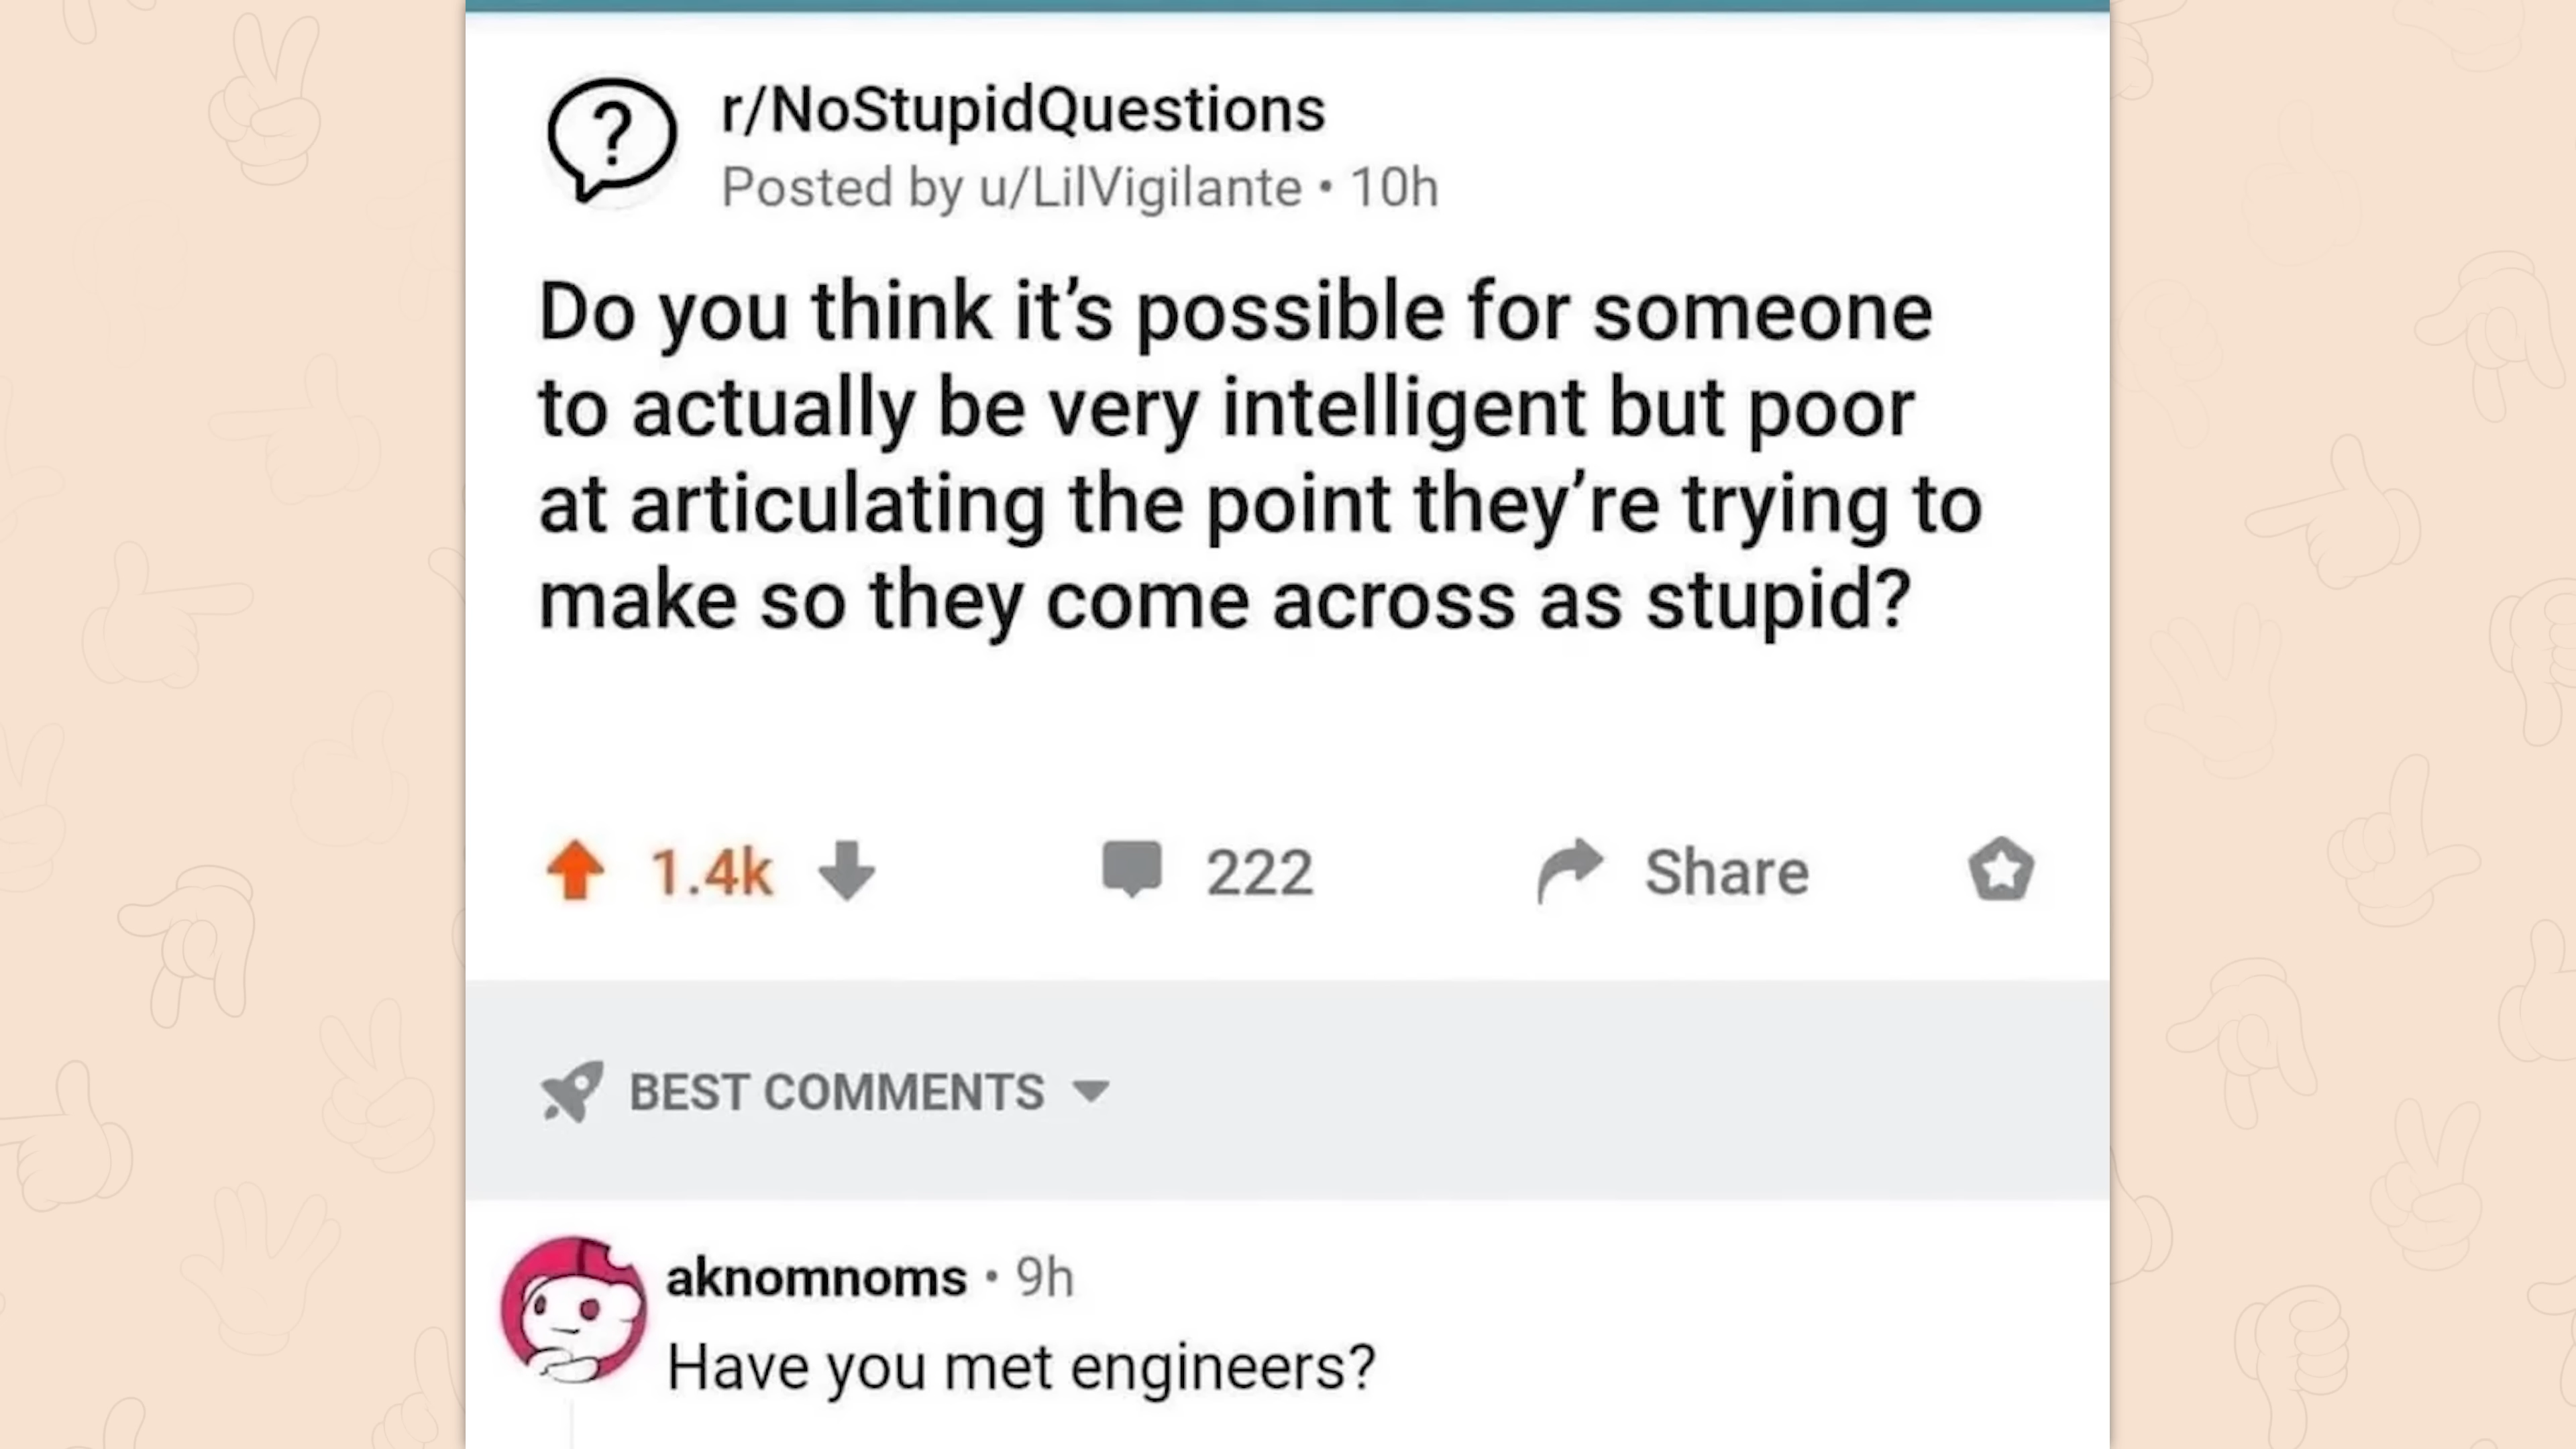 r/NoStupidQuestions
Posted by u/LilVigilante • 10h
Do you think it’s possible for someone
to actually be very intelligent but poor
at articulating the point they’re trying to
make so they come across as stupid?
1.4k 222 Share
BEST COMMENTS
aknomnoms • 9h
Have you met engineers?